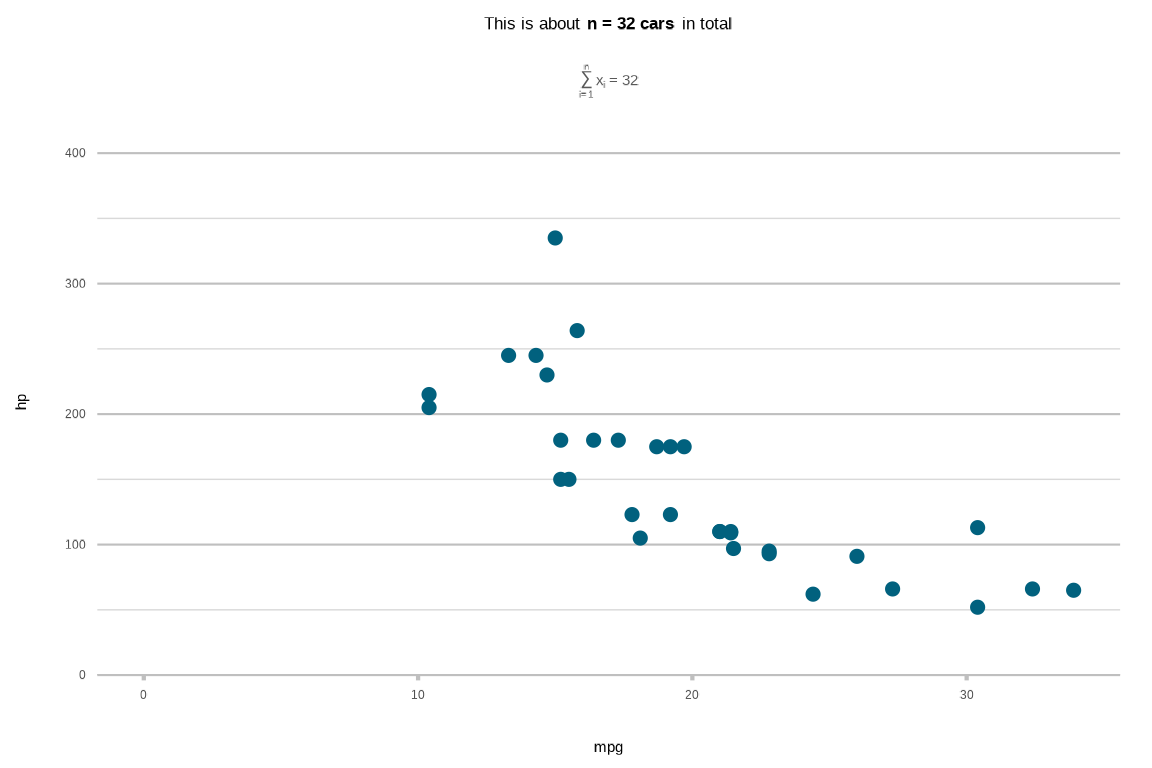 This is about n = 32 cars in total
n
∑ xᵢ = 32
i=1
400
300
hp
200
100
0
0 10 20 30
mpg